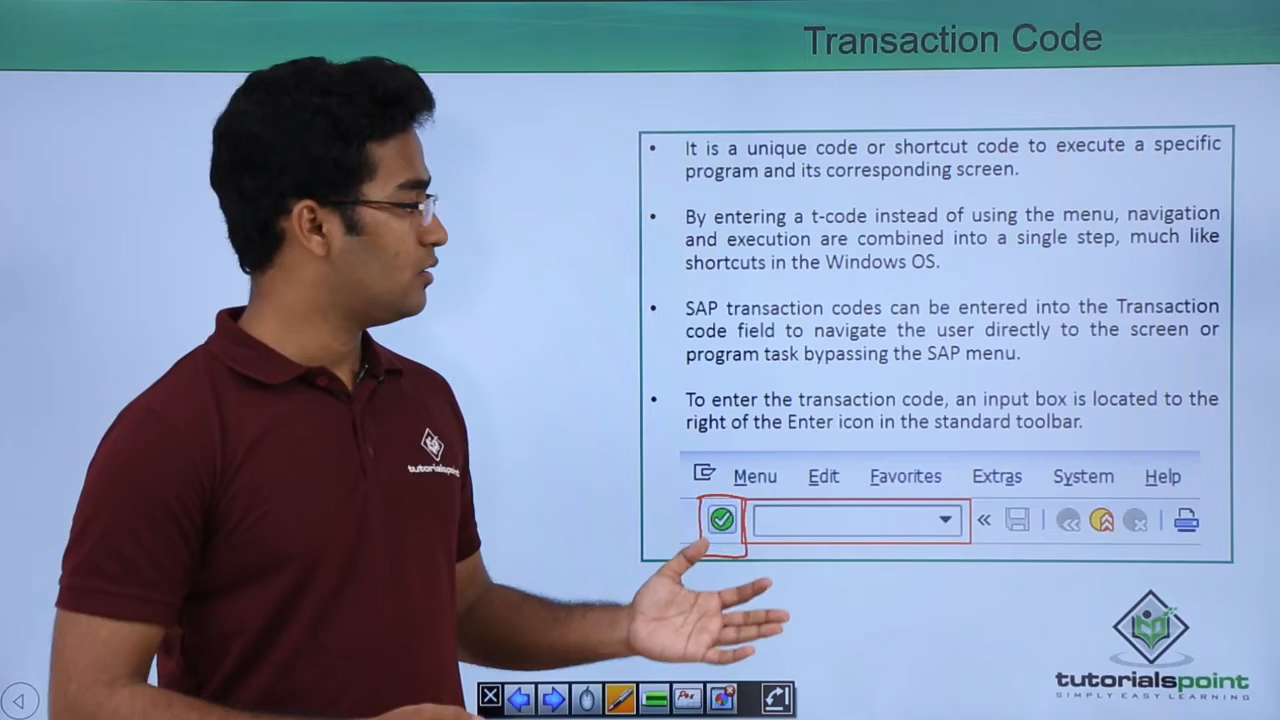 Transaction Code
• It is a unique code or shortcut code to execute a specific
program and its corresponding screen.
• By entering a t-code instead of using the menu, navigation
and execution are combined into a single step, much like
shortcuts in the Windows OS.
• SAP transaction codes can be entered into the Transaction
code field to navigate the user directly to the screen or
program task bypassing the SAP menu.
• To enter the transaction code, an input box is located to the
right of the Enter icon in the standard toolbar.
Menu Edit Favorites Extras System Help
tutorialspoint
tutorialspoint
SIMPLY EASY LEARNING
Pen